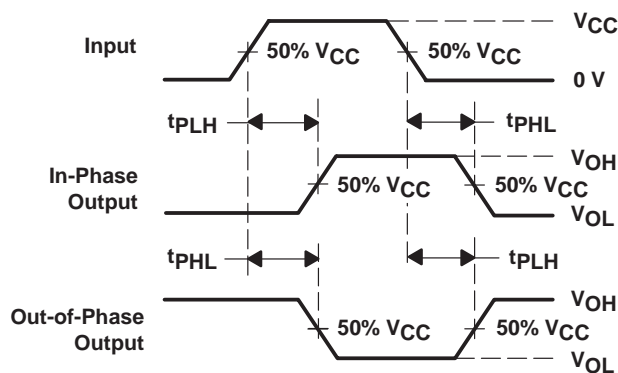 VCC
Input
50% VCC
50% VCC
0 V
tPLH
tPHL
In-Phase
Output
50% VCC
50% VCC
VOH
VOL
tPHL
tPLH
Out-of-Phase
Output
50% VCC
50% VCC
VOH
VOL